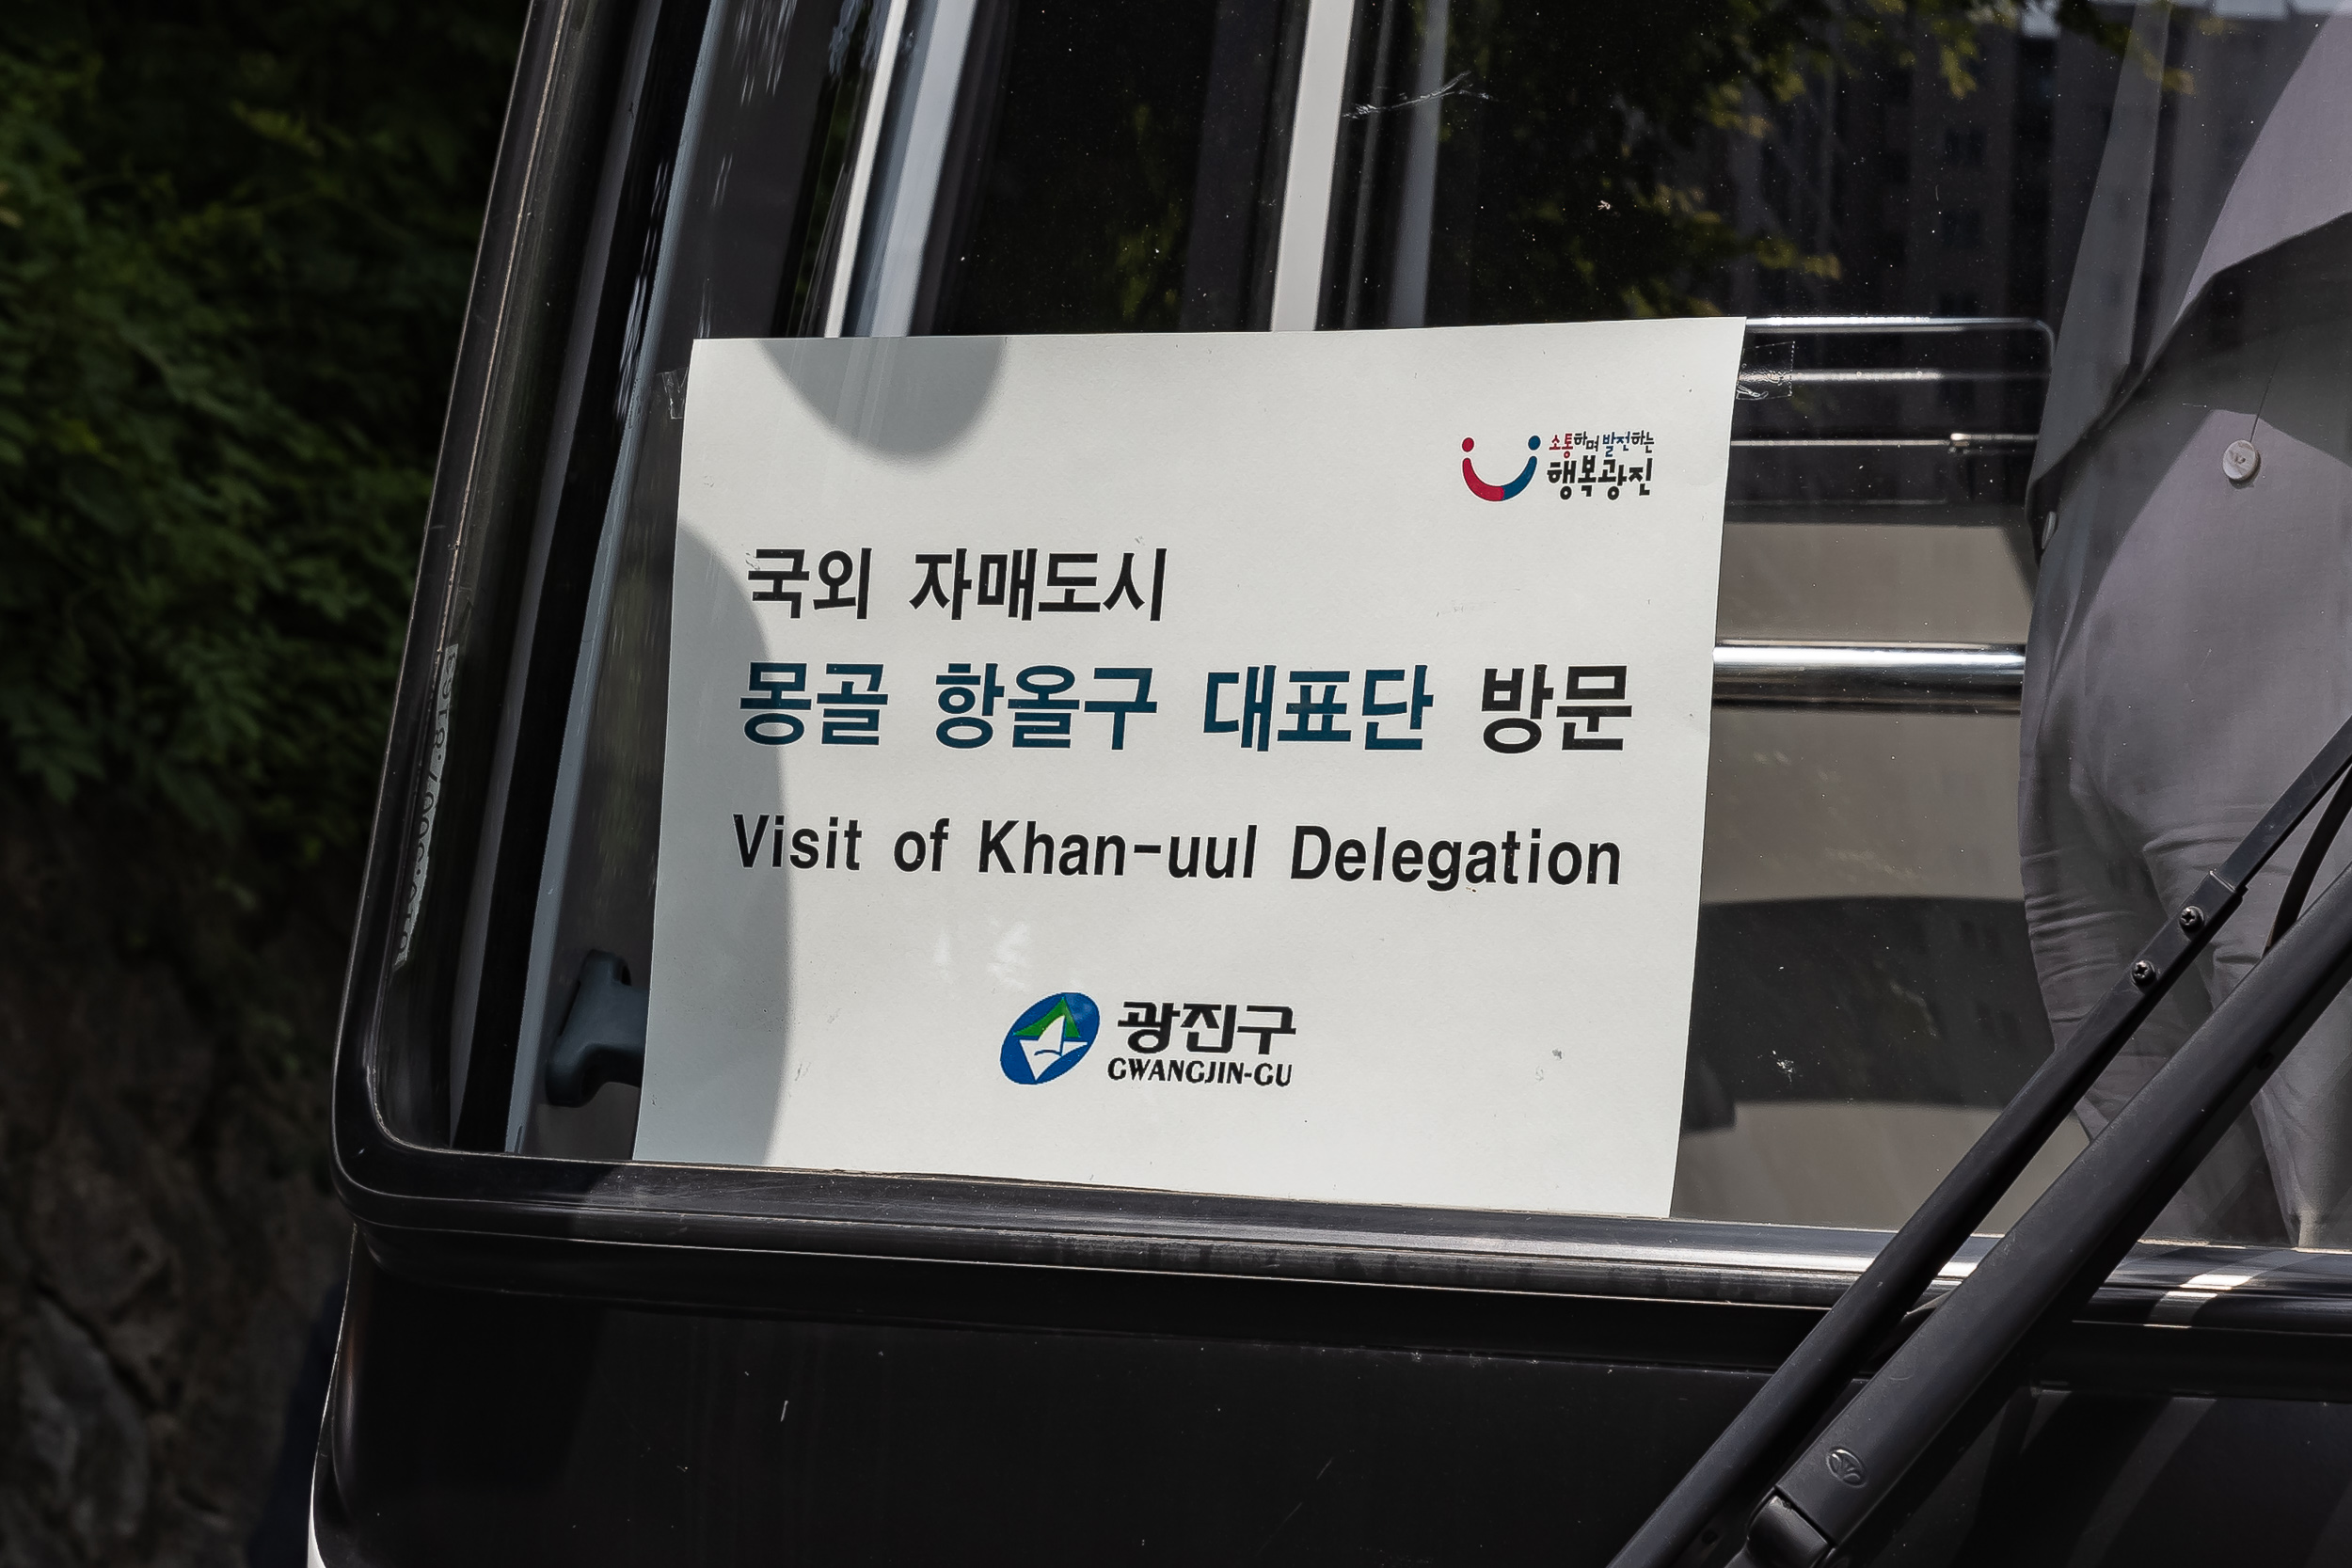 소통하며 발전하는
행복광진
국외 자매도시
몽골 항올구 대표단 방문
Visit of Khan-uul Delegation
광진구
GWANGJIN-GU